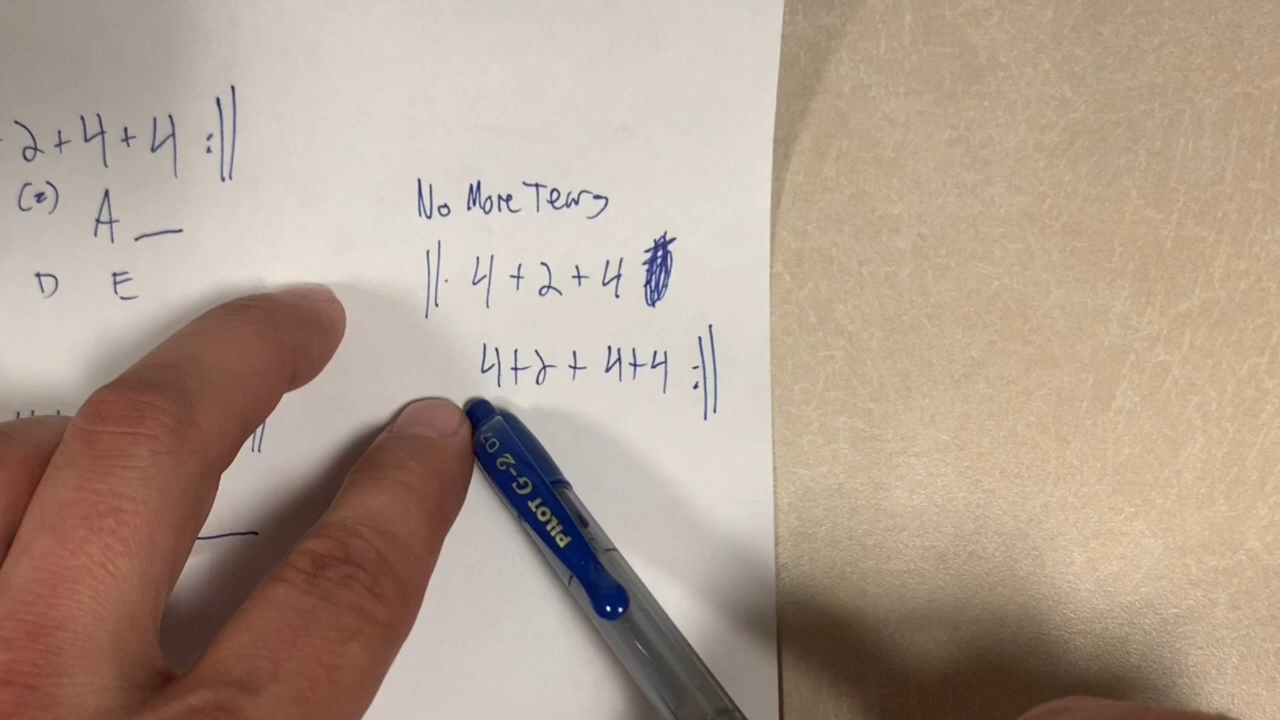 2+4+4 :||
(2) A _
D E
No More Tears
||. 4+2+4
4+2+4+4 :||
PILOT G-2 07